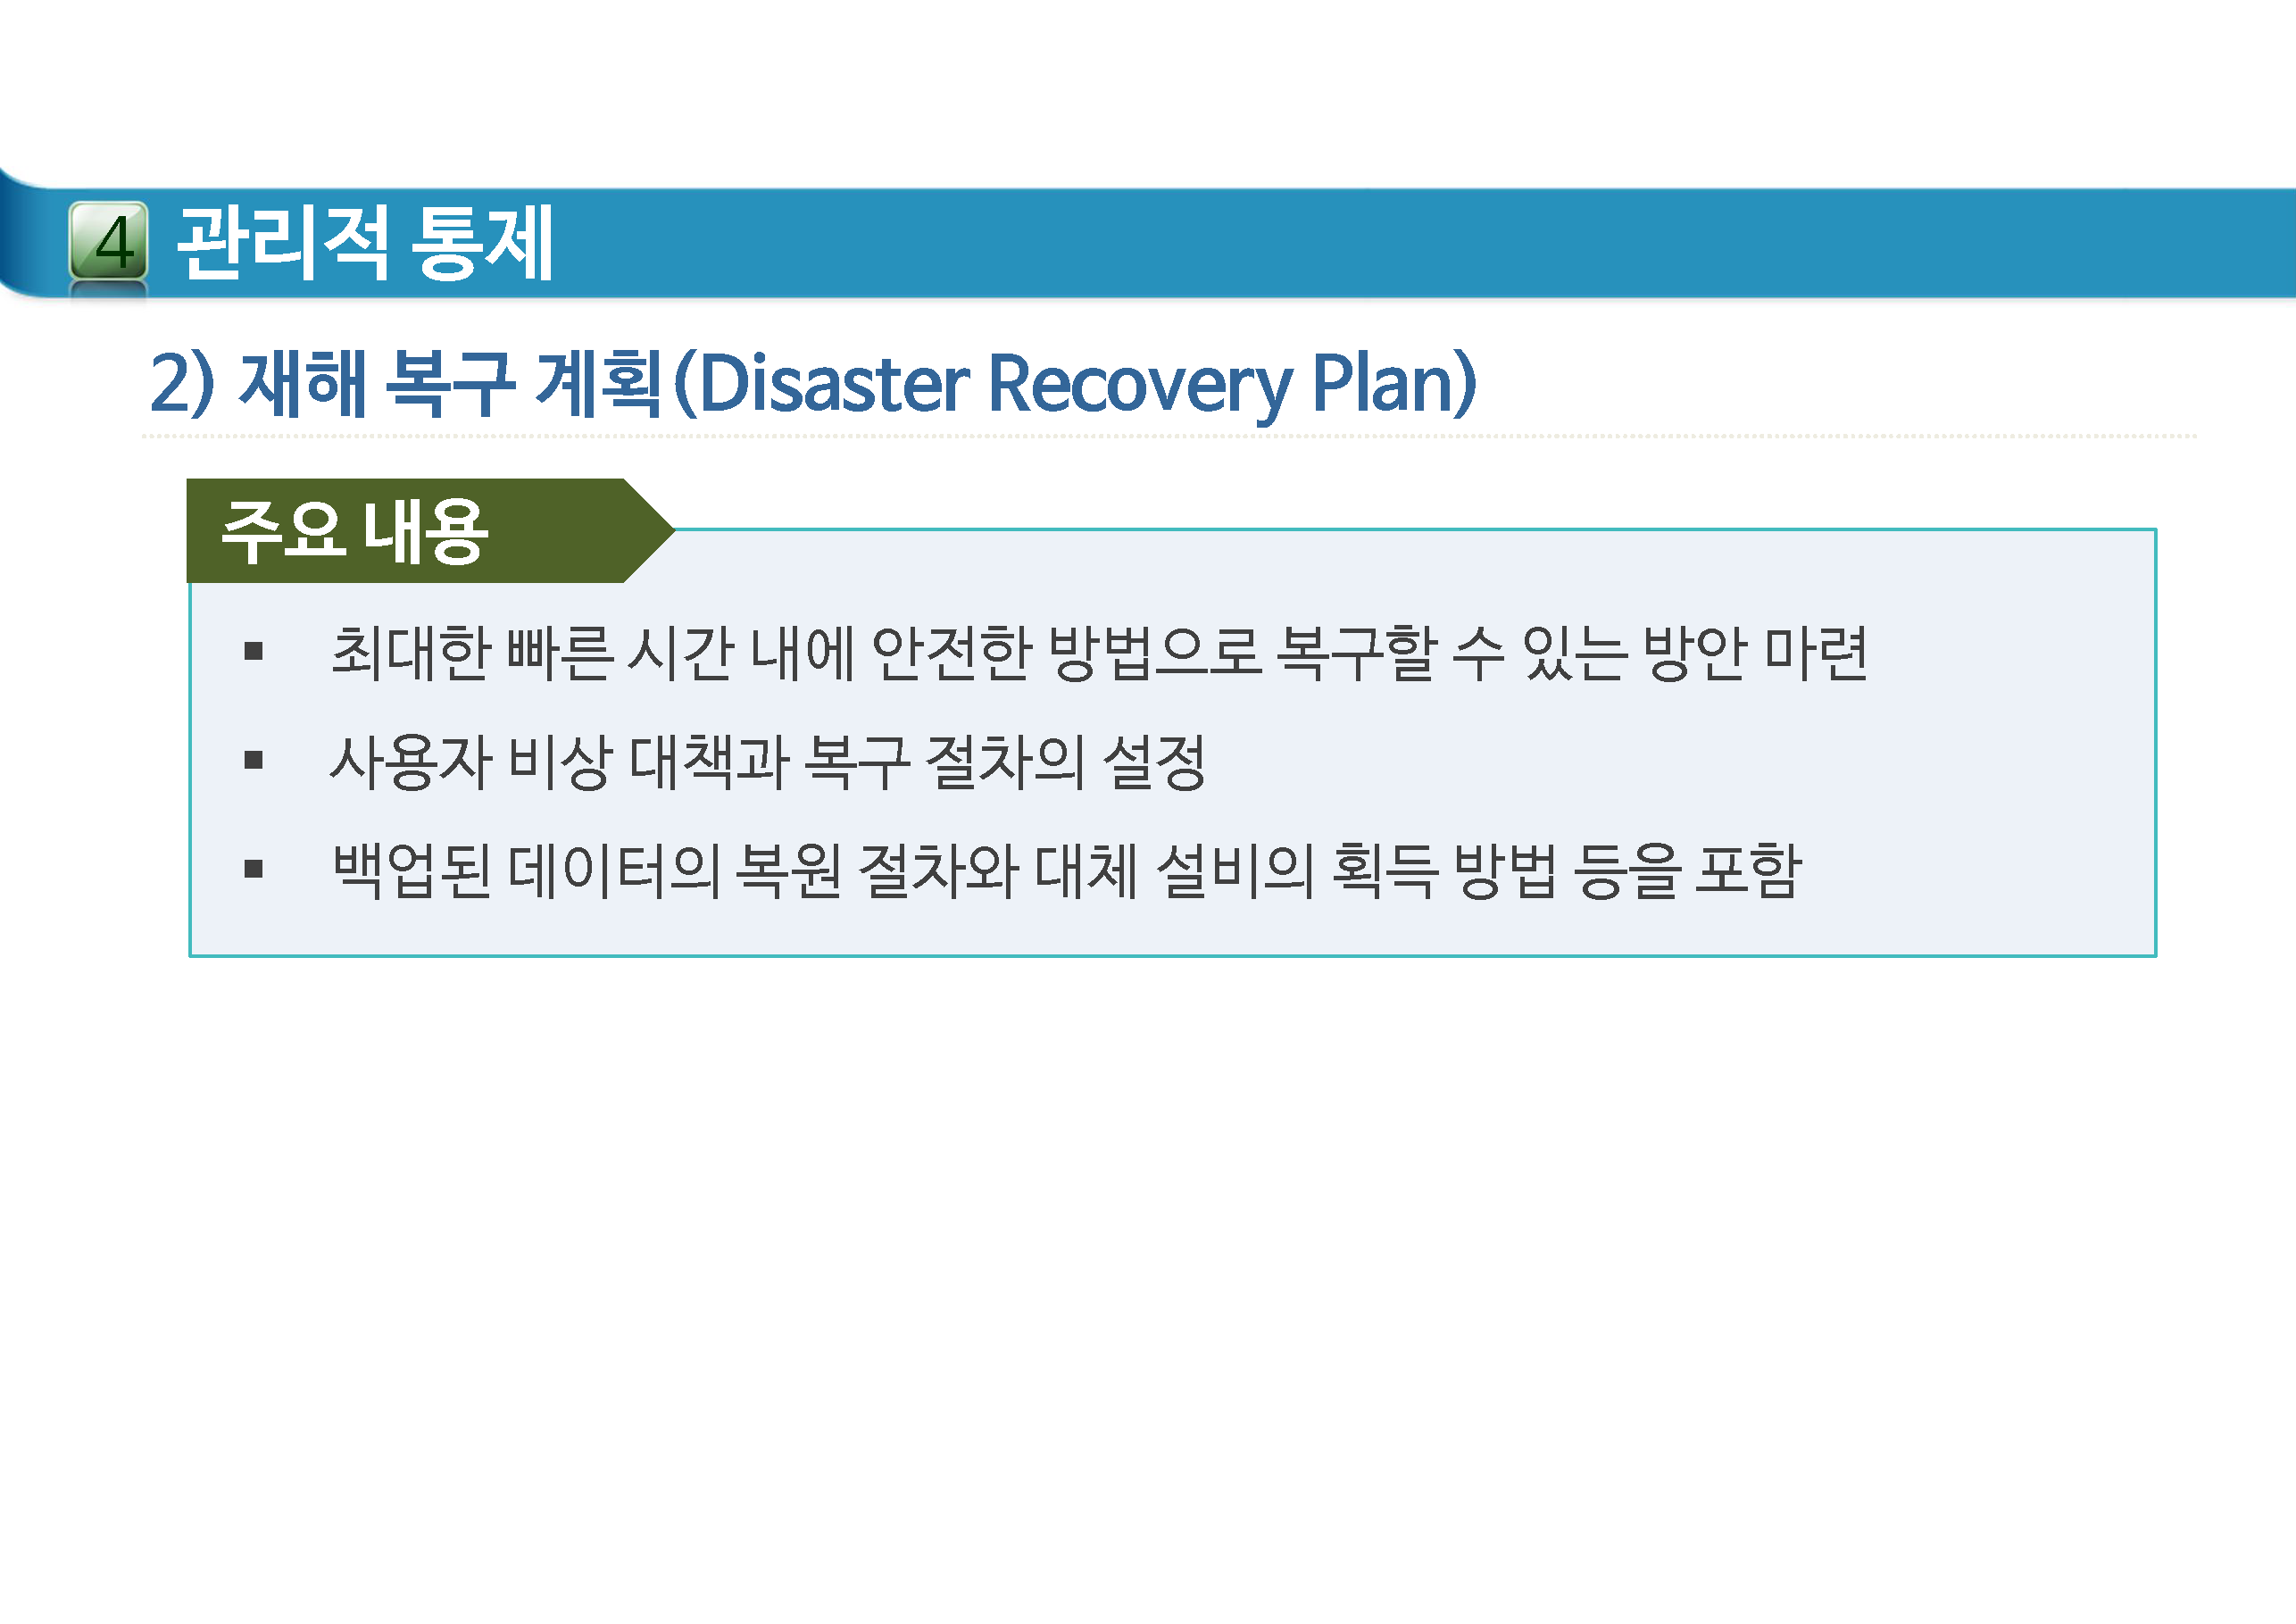 4 관리적 통제
2) 재해 복구 계획(Disaster Recovery Plan)
주요 내용
▪ 최대한 빠른 시간 내에 안전한 방법으로 복구할 수 있는 방안 마련
▪ 사용자 비상 대책과 복구 절차의 설정
▪ 백업된 데이터의 복원 절차와 대체 설비의 획득 방법 등을 포함